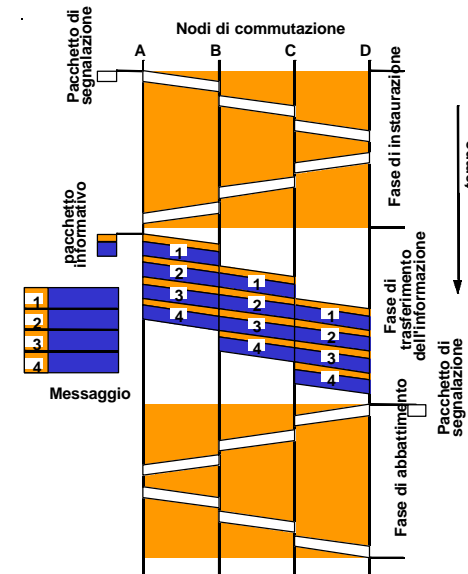 Nodi di commutazione
A B C D
Pacchetto di
segnalazione
Fase di instaurazione
tempo
pacchetto
informativo
1
2
3
4
1
2
3
4
1
2
3
4
Fase di
trasferimento
dell'informazione
1
2
3
4
Messaggio
Pacchetto di
segnalazione
Fase di abbattimento